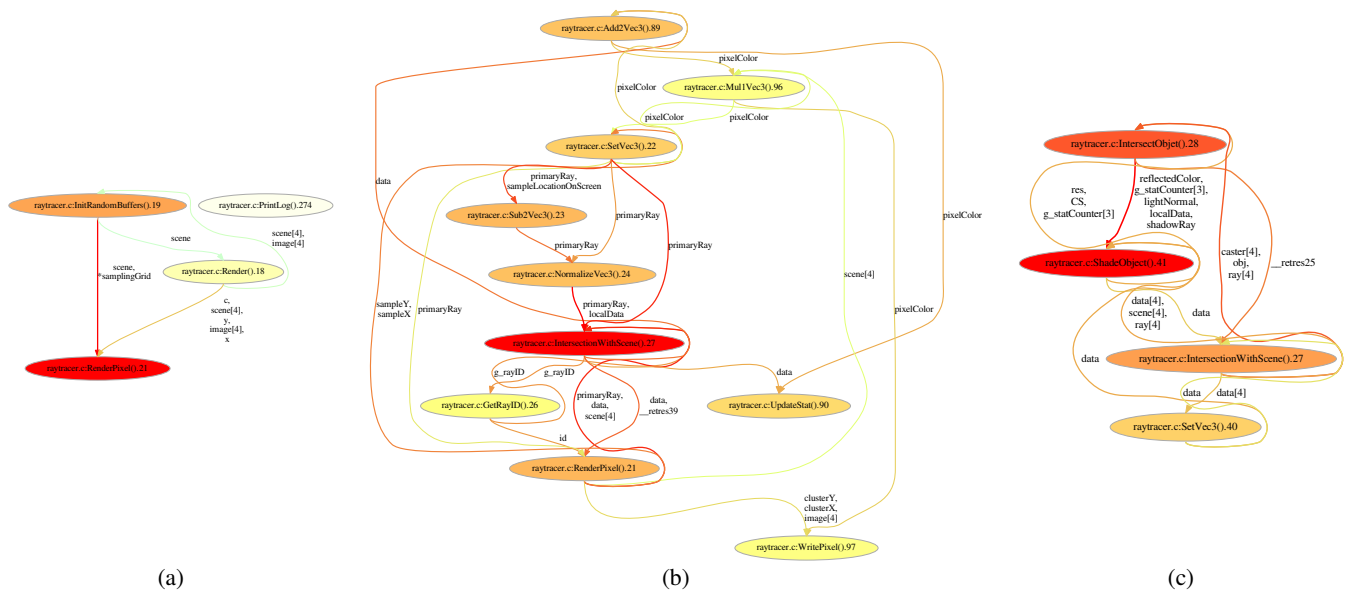 raytracer.c:InitRandomBuffers().19
raytracer.c:PrintLog().274
scene
scene[4],
image[4]
raytracer.c:Render().18
scene,
*samplingGrid
c,
scene[4],
y,
image[4],
x
raytracer.c:RenderPixel().21
(a)
raytracer.c:Add2Vec3().89
pixelColor
raytracer.c:Mul1Vec3().96
pixelColor
pixelColor
raytracer.c:SetVec3().22
data
primaryRay,
sampleLocationOnScreen
raytracer.c:Sub2Vec3().23
pixelColor
primaryRay
primaryRay
primaryRay
raytracer.c:NormalizeVec3().24
scene[4]
sampleY,
sampleX
primaryRay
primaryRay,
localData
pixelColor
raytracer.c:IntersectionWithScene().27
g_rayID
g_rayID
data
raytracer.c:GetRayID().26
primaryRay,
data,
scene[4]
data,
__retres39
raytracer.c:UpdateStat().90
id
raytracer.c:RenderPixel().21
clusterY,
clusterX,
image[4]
raytracer.c:WritePixel().97
(b)
raytracer.c:IntersectObjet().28
res,
CS,
g_statCounter[3]
reflectedColor,
g_statCounter[3],
lightNormal,
localData,
shadowRay
raytracer.c:ShadeObject().41
caster[4],
obj,
ray[4]
__retres25
data[4],
scene[4],
ray[4]
data
raytracer.c:IntersectionWithScene().27
data
data
data[4]
raytracer.c:SetVec3().40
(c)